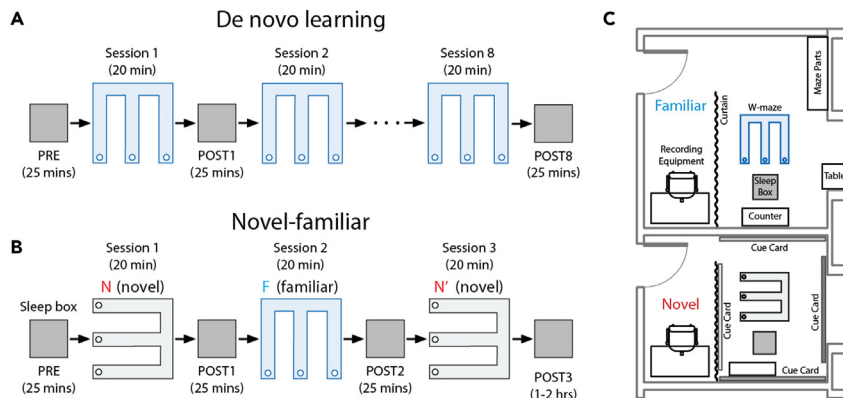 A
De novo learning
Session 1
(20 min)
Session 2
(20 min)
Session 8
(20 min)
PRE
(25 mins)
POST1
(25 mins)
POST8
(25 mins)
B
Novel-familiar
Session 1
(20 min)
N (novel)
Session 2
(20 min)
F (familiar)
Session 3
(20 min)
N' (novel)
Sleep box
PRE
(25 mins)
POST1
(25 mins)
POST2
(25 mins)
POST3
(1-2 hrs)
C
Maze Parts
Familiar
Curtain
W-maze
Recording
Equipment
Sleep
Box
Table
Counter
Cue Card
Novel
Cue Card
Cue Card
Cue Card